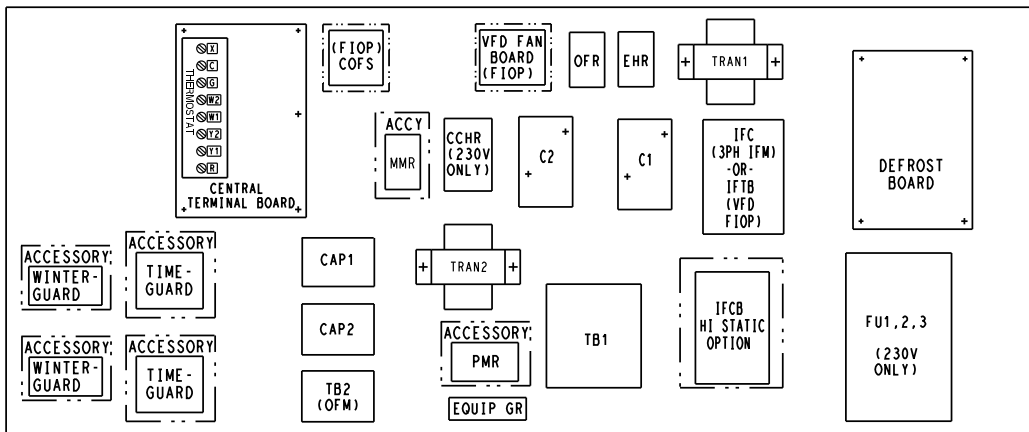 X
C
G
W2
W1
Y2
Y1
R
THERMOSTAT
CENTRAL
TERMINAL BOARD
(FIOP)
COFS
VFD FAN
BOARD
(FIOP)
OFR
EHR
TRAN1
ACCY
MMR
CCHR
(230V
ONLY)
C2
C1
IFC
(3PH IFM)
-OR-
IFTB
(VFD
FIOP)
DEFROST
BOARD
ACCESSORY
WINTER-
GUARD
ACCESSORY
TIME-
GUARD
CAP1
TRAN2
CAP2
ACCESSORY
PMR
TB1
IFCB
HI STATIC
OPTION
FU1,2,3
(230V
ONLY)
ACCESSORY
WINTER-
GUARD
ACCESSORY
TIME-
GUARD
TB2
(OFM)
EQUIP GR